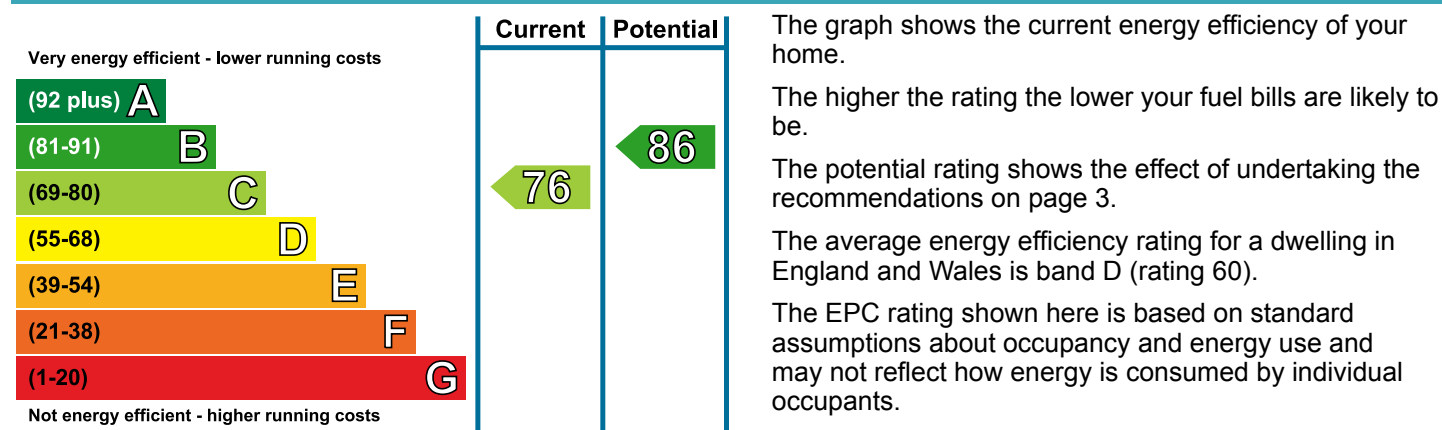 Current Potential
Very energy efficient - lower running costs
(92 plus) A
(81-91) B
(69-80) C
(55-68) D
(39-54) E
(21-38) F
(1-20) G
Not energy efficient - higher running costs
76
86
The graph shows the current energy efficiency of your
home.
The higher the rating the lower your fuel bills are likely to
be.
The potential rating shows the effect of undertaking the
recommendations on page 3.
The average energy efficiency rating for a dwelling in
England and Wales is band D (rating 60).
The EPC rating shown here is based on standard
assumptions about occupancy and energy use and
may not reflect how energy is consumed by individual
occupants.